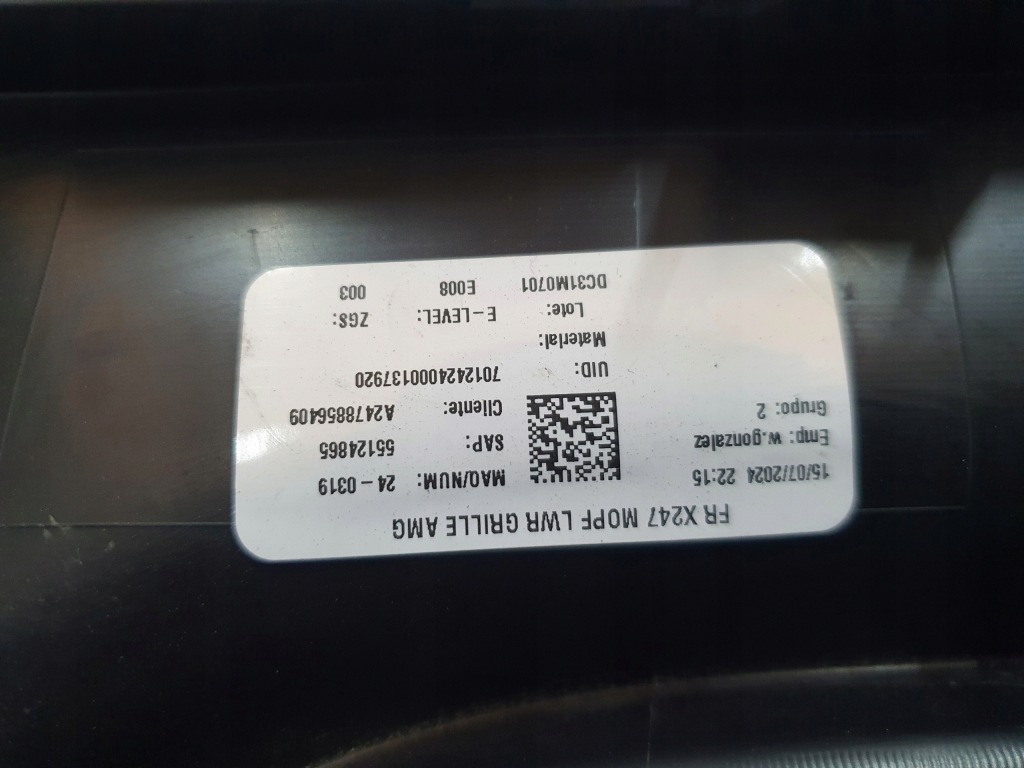 FR X247 MOPF LWR GRILLE AMG
15/07/2024 22:15
Emp: w.gonzalez
Grupo: 2
MAQ/NUM: 24-0319
SAP: 55124865
Cliente: A2478856409
UID: 7012424000137920
Material:
Lote: E-LEVEL: ZGS:
DC31M0701 E008 003